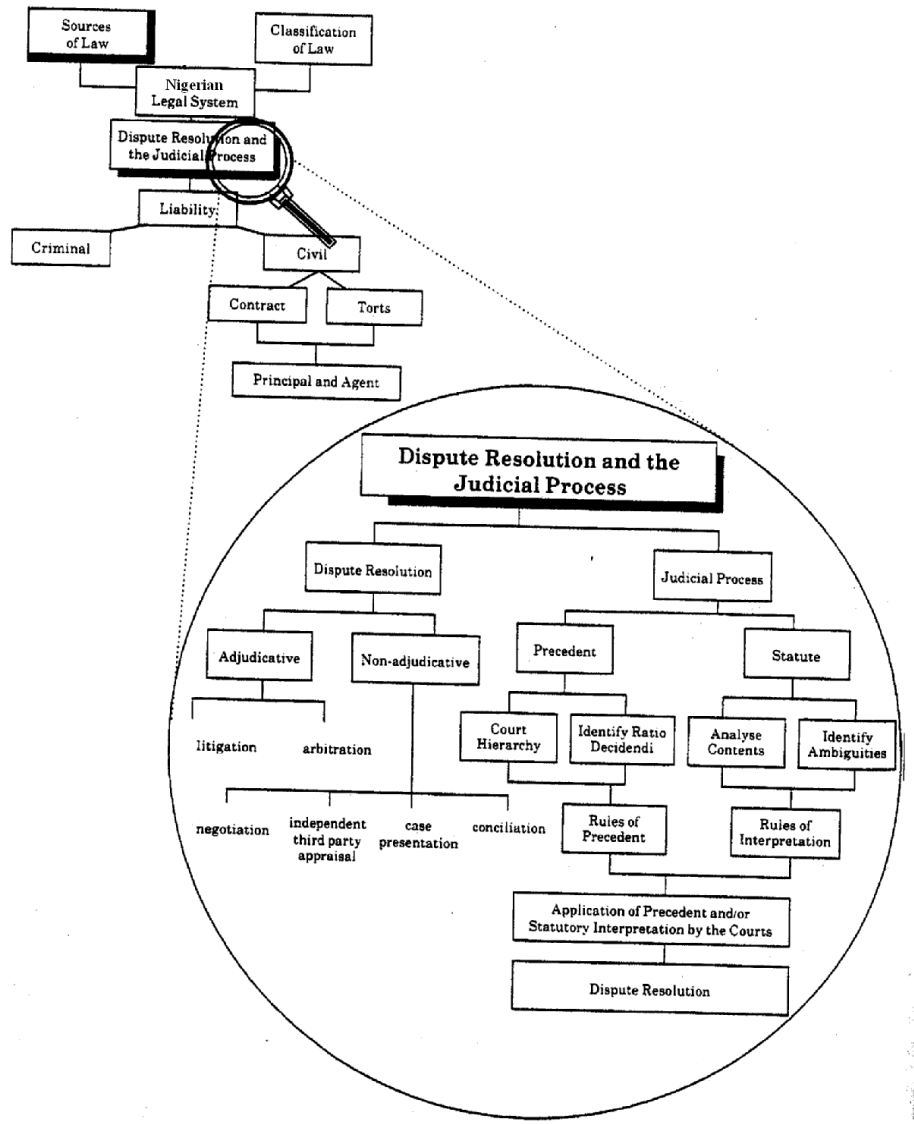 Sources
of Law
Classification
of Law
Nigerian
Legal System
Dispute Resolution and
the Judicial Process
Liability
Criminal
Civil
Contract
Torts
Principal and Agent
Dispute Resolution and the
Judicial Process
Dispute Resolution
Judicial Process
Adjudicative
Non-adjudicative
Precedent
Statute
litigation
arbitration
Court
Hierarchy
Identify Ratio
Decidendi
Analyse
Contents
Identify
Ambiguities
negotiation
independent
third party
appraisal
case
presentation
conciliation
Ruies of
Precedent
Ruies of
Interpretation
Application of Precedent and/or
Statutory Interpretation by the Courts
Dispute Resolution